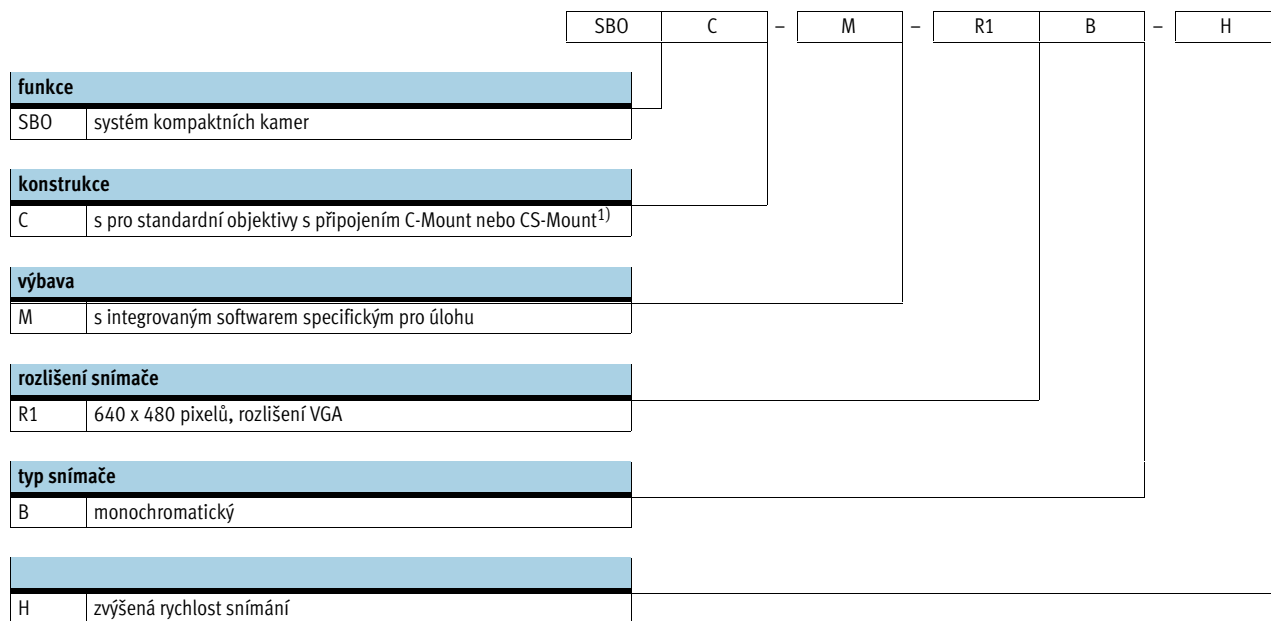 SBO C – M – R1 B – H
funkce
SBO systém kompaktních kamer
konstrukce
C s pro standardní objektivy s připojením C-Mount nebo CS-Mount1)
výbava
M s integrovaným softwarem specifickým pro úlohu
rozlišení snímače
R1 640 x 480 pixelů, rozlišení VGA
typ snímače
B monochromatický
H zvýšená rychlost snímání